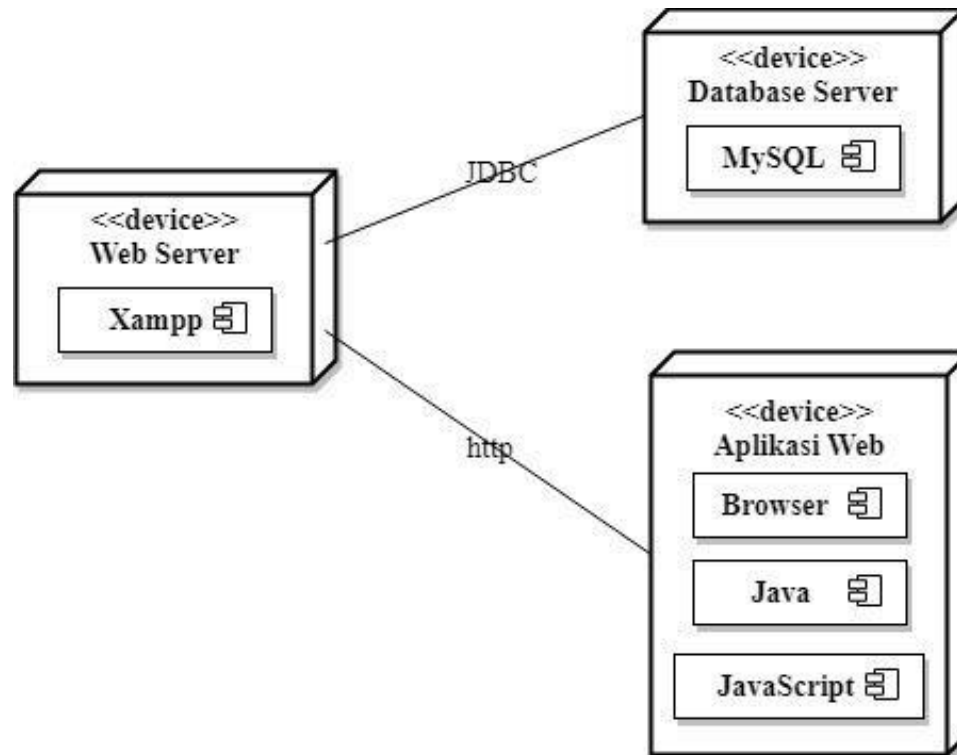 <<device>>
Database Server
MySQL
JDBC
<<device>>
Web Server
Xampp
http
<<device>>
Aplikasi Web
Browser
Java
JavaScript